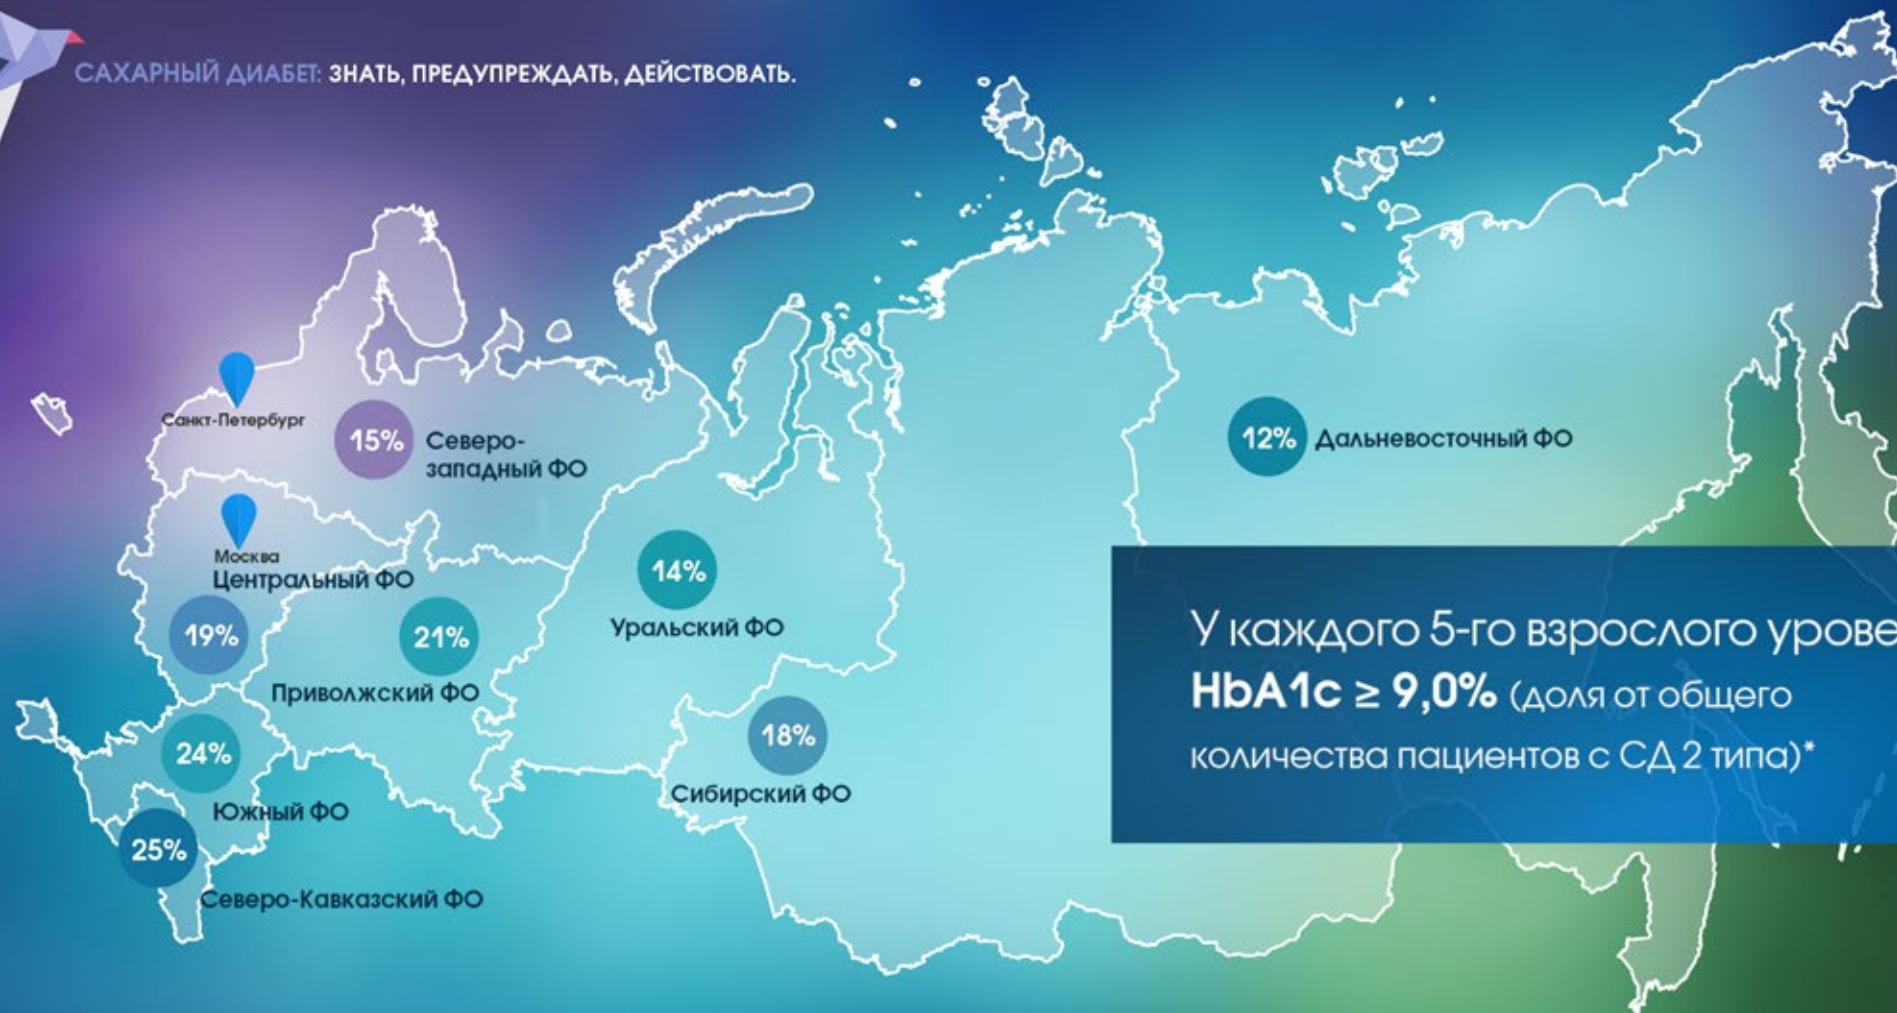 САХАРНЫЙ ДИАБЕТ: ЗНАТЬ, ПРЕДУПРЕЖДАТЬ, ДЕЙСТВОВАТЬ.
Санкт-Петербург
15% Северо-
западный ФО
12% Дальневосточный ФО
Москва
Центральный ФО
19%
21%
Приволжский ФО
14%
Уральский ФО
24%
Южный ФО
25%
Северо-Кавказский ФО
18%
Сибирский ФО
У каждого 5-го взрослого урове
HbA1c ≥ 9,0% (доля от общего
количества пациентов с СД 2 типа)*